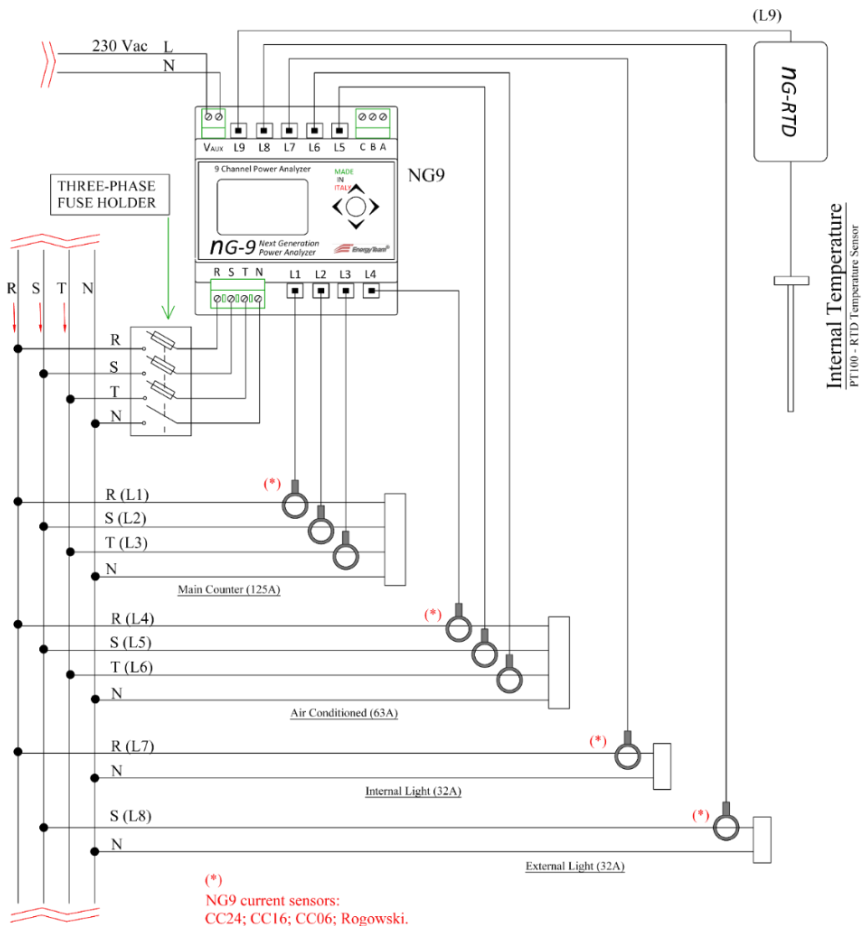 (L9)
230 Vac L
N
nG-RTD
VAUX L9 L8 L7 L6 L5 C B A
9 Channel Power Analyzer
MADE
IN
ITALY
NG9
THREE-PHASE
FUSE HOLDER
nG-9 Next Generation
Power Analyzer
EnergyTeam®
R S T N L1 L2 L3 L4
Internal Temperature
PT100 - RTD Temperature Sensor
R S T N
R
S
T
N
(*)
R (L1)
S (L2)
T (L3)
N
Main Counter (125A)
(*)
R (L4)
S (L5)
T (L6)
N
Air Conditioned (63A)
(*)
R (L7)
N
Internal Light (32A)
(*)
S (L8)
N
External Light (32A)
(*)
NG9 current sensors:
CC24; CC16; CC06; Rogowski.